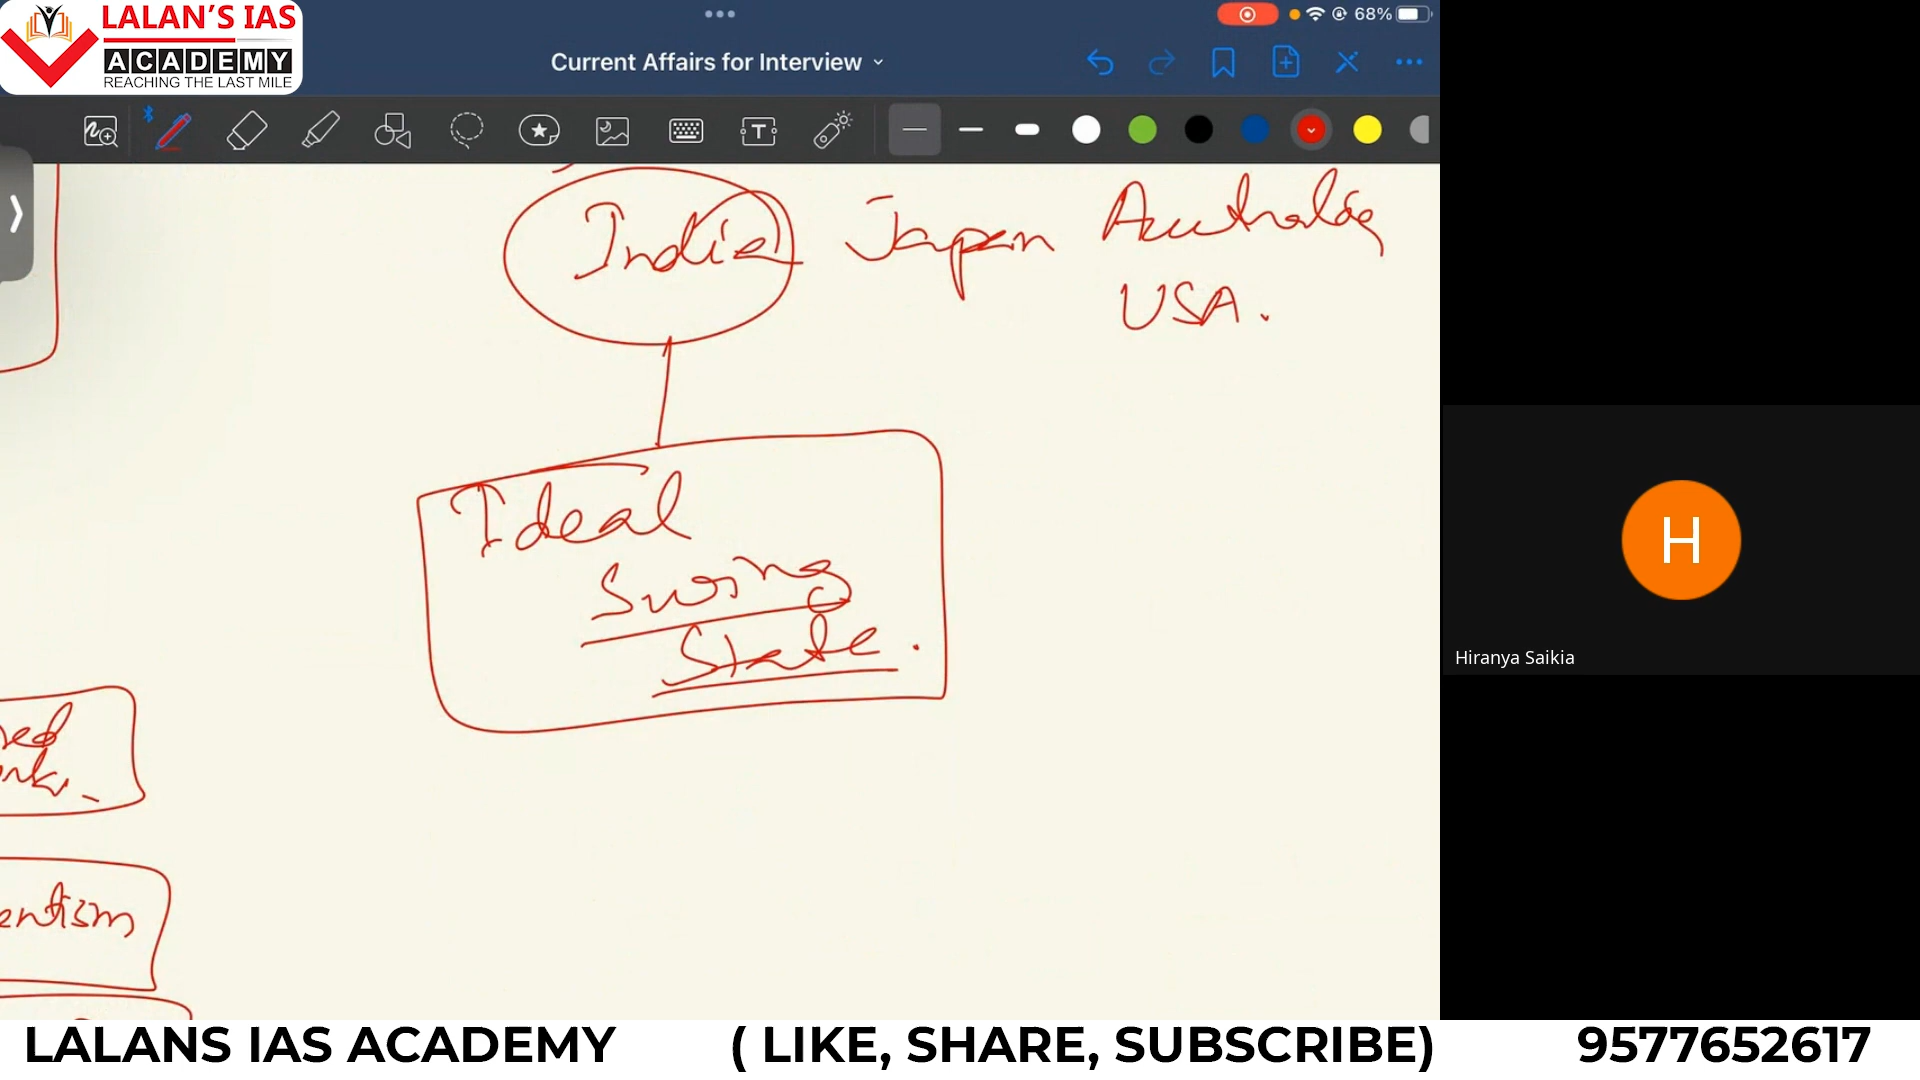 LALAN'S IAS
ACADEMY
REACHING THE LAST MILE
68%
Current Affairs for Interview
T
India Japan Australia
USA.
Ideal
Swing
State.
H
Hiranya Saikia
LALANS IAS ACADEMY ( LIKE, SHARE, SUBSCRIBE) 9577652617